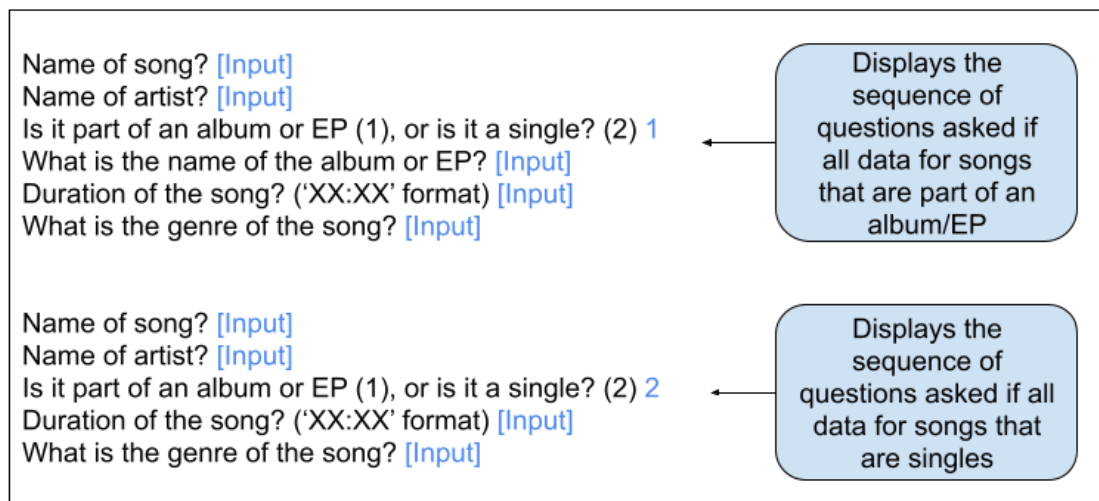 Name of song? [Input]
Name of artist? [Input]
Is it part of an album or EP (1), or is it a single? (2) 1
What is the name of the album or EP? [Input]
Duration of the song? (‘XX:XX’ format) [Input]
What is the genre of the song? [Input]
Displays the
sequence of
questions asked if
all data for songs
that are part of an
album/EP
Name of song? [Input]
Name of artist? [Input]
Is it part of an album or EP (1), or is it a single? (2) 2
Duration of the song? (‘XX:XX’ format) [Input]
What is the genre of the song? [Input]
Displays the
sequence of
questions asked if all
data for songs that
are singles